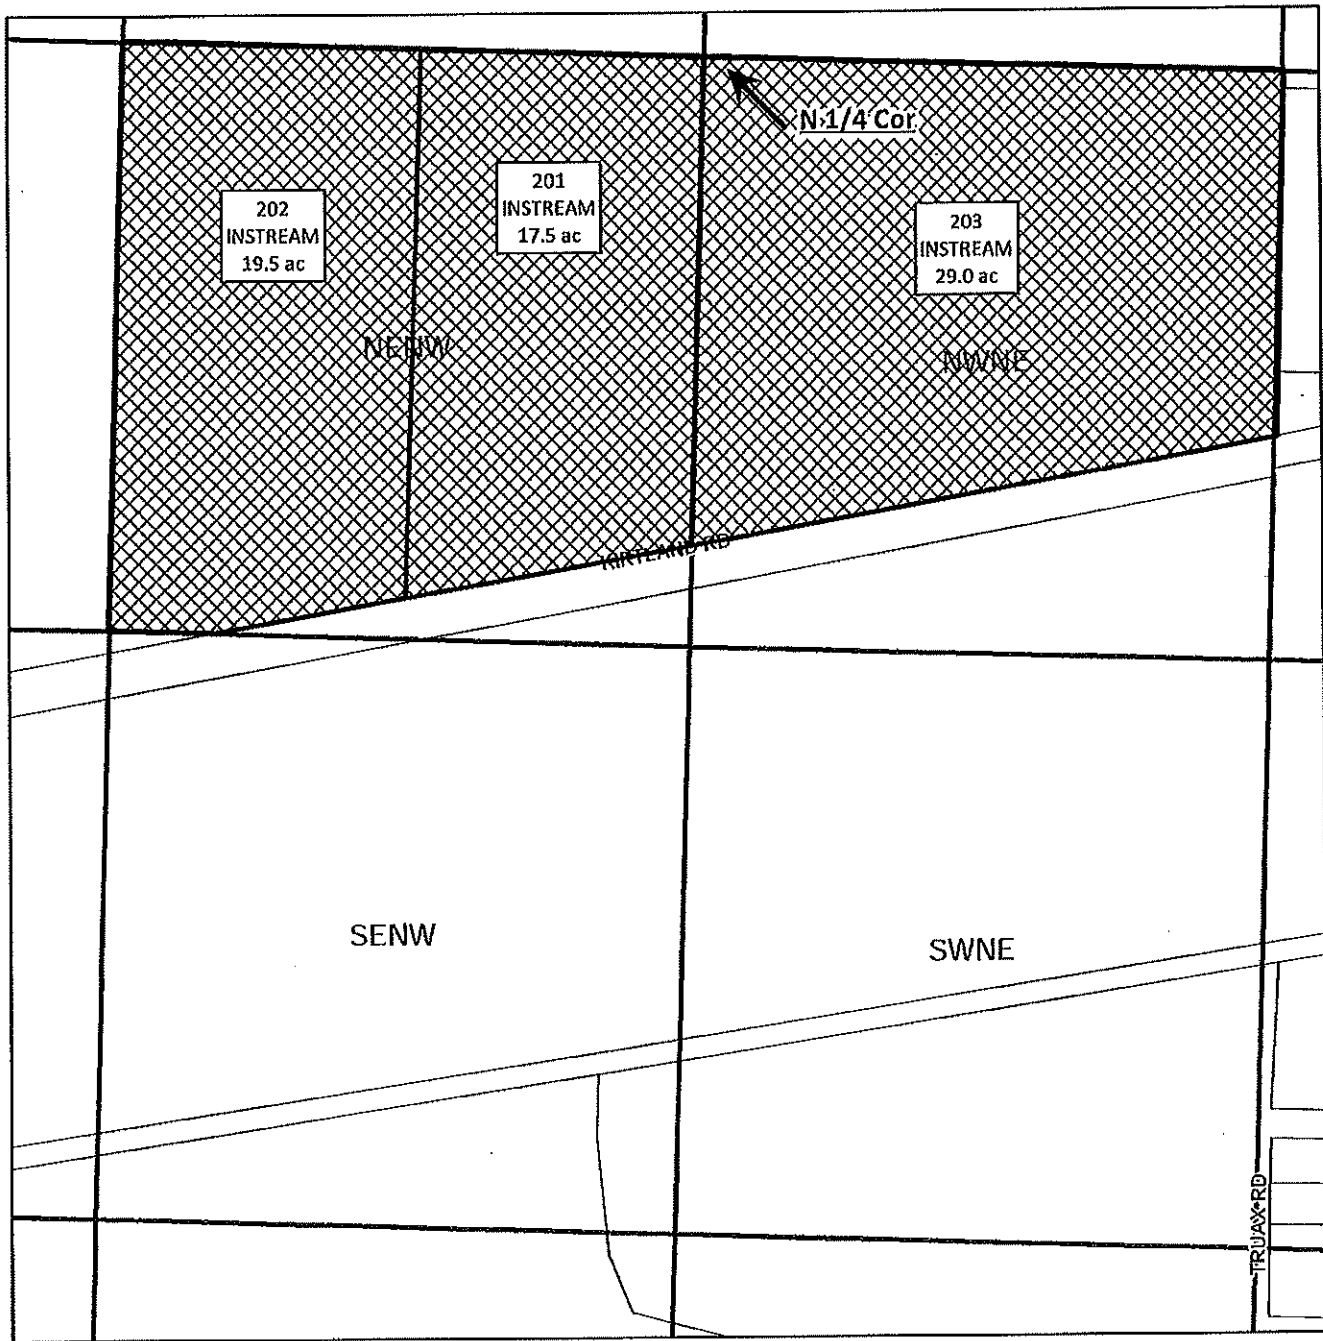 N 1/4 Cor.
201
INSTREAM
17.5 ac
202
INSTREAM
19.5 ac
203
INSTREAM
29.0 ac
NENW
NWNE
KIRTLAND RD
SENW
SWNE
TRUAX RD